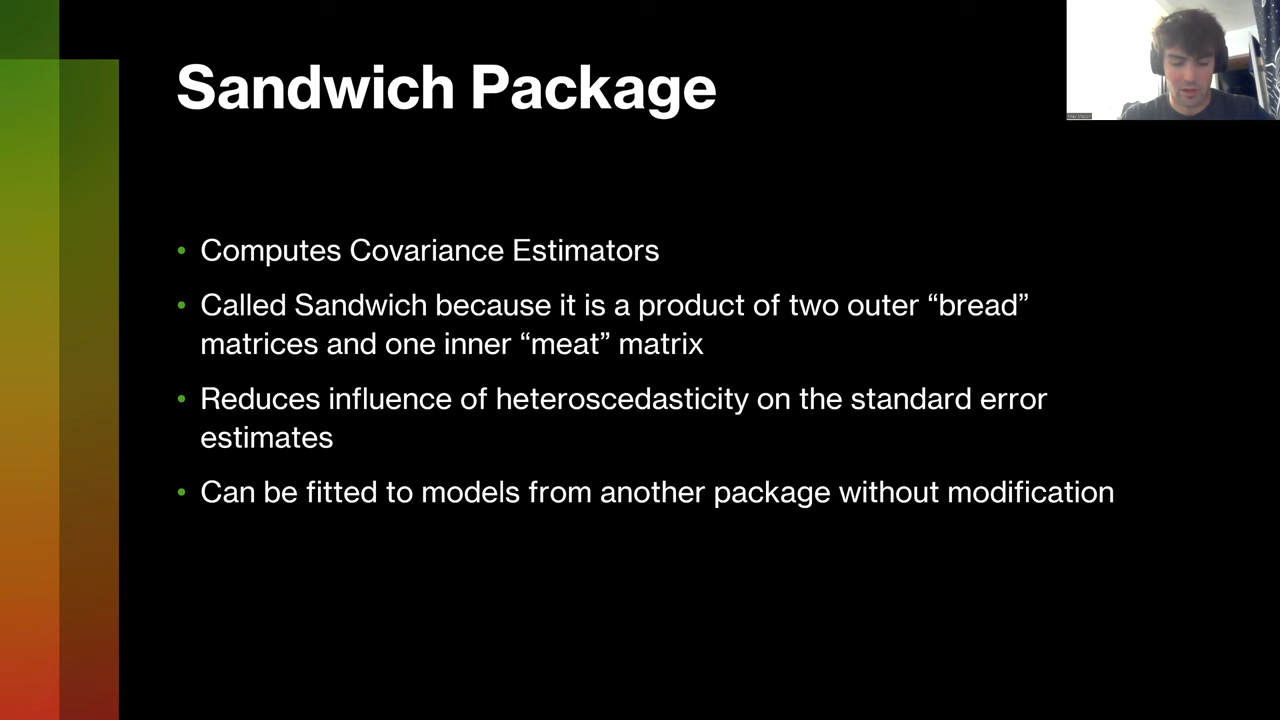 Sandwich Package
• Computes Covariance Estimators
• Called Sandwich because it is a product of two outer “bread”
matrices and one inner “meat” matrix
• Reduces influence of heteroscedasticity on the standard error
estimates
• Can be fitted to models from another package without modification